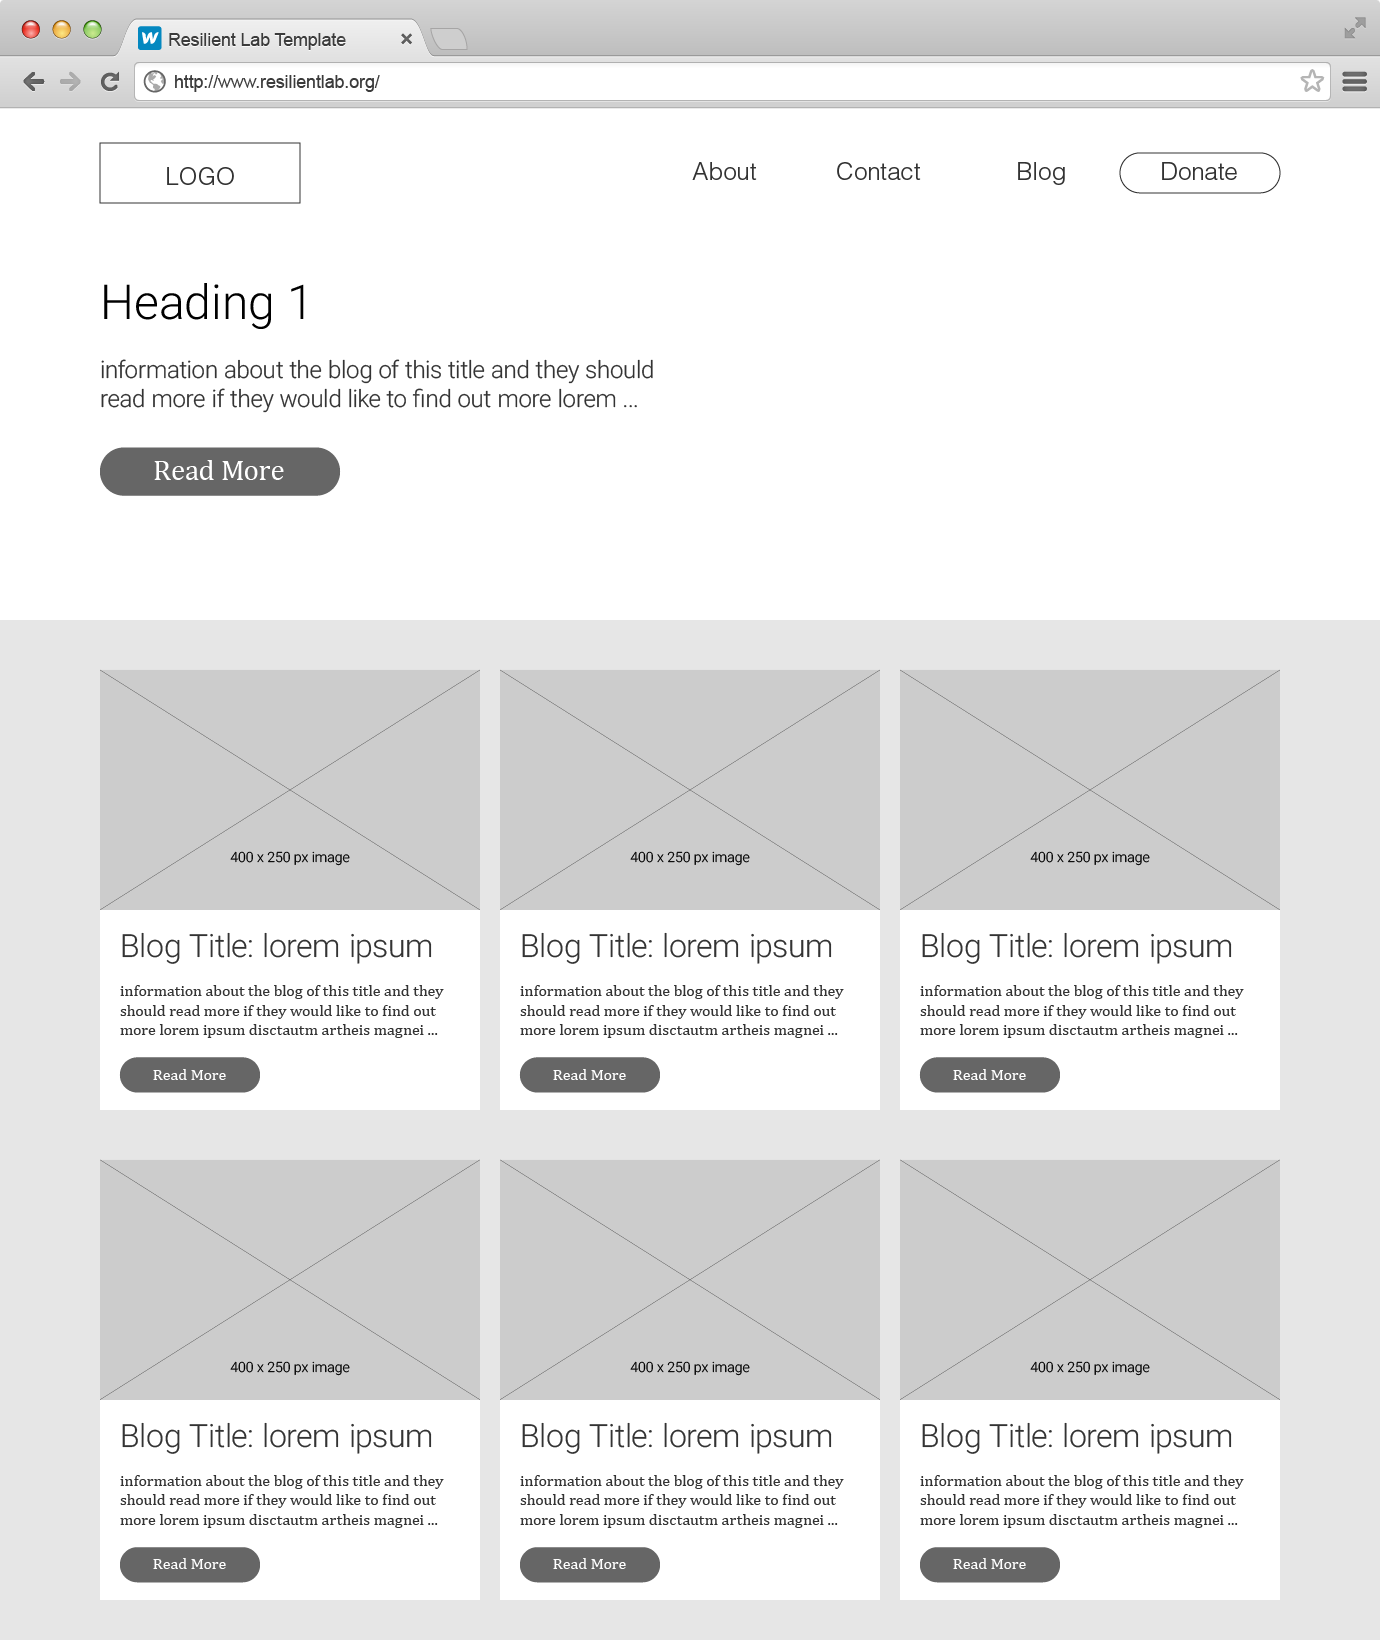 Resilient Lab Template
http://www.resilientlab.org/
LOGO
About Contact Blog Donate
Heading 1
information about the blog of this title and they should
read more if they would like to find out more lorem ...
Read More
400 x 250 px image
Blog Title: lorem ipsum
information about the blog of this title and they
should read more if they would like to find out
more lorem ipsum disctautm artheis magnei ...
Read More
400 x 250 px image
Blog Title: lorem ipsum
information about the blog of this title and they
should read more if they would like to find out
more lorem ipsum disctautm artheis magnei ...
Read More
400 x 250 px image
Blog Title: lorem ipsum
information about the blog of this title and they
should read more if they would like to find out
more lorem ipsum disctautm artheis magnei ...
Read More
400 x 250 px image
Blog Title: lorem ipsum
information about the blog of this title and they
should read more if they would like to find out
more lorem ipsum disctautm artheis magnei ...
Read More
400 x 250 px image
Blog Title: lorem ipsum
information about the blog of this title and they
should read more if they would like to find out
more lorem ipsum disctautm artheis magnei ...
Read More
400 x 250 px image
Blog Title: lorem ipsum
information about the blog of this title and they
should read more if they would like to find out
more lorem ipsum disctautm artheis magnei ...
Read More